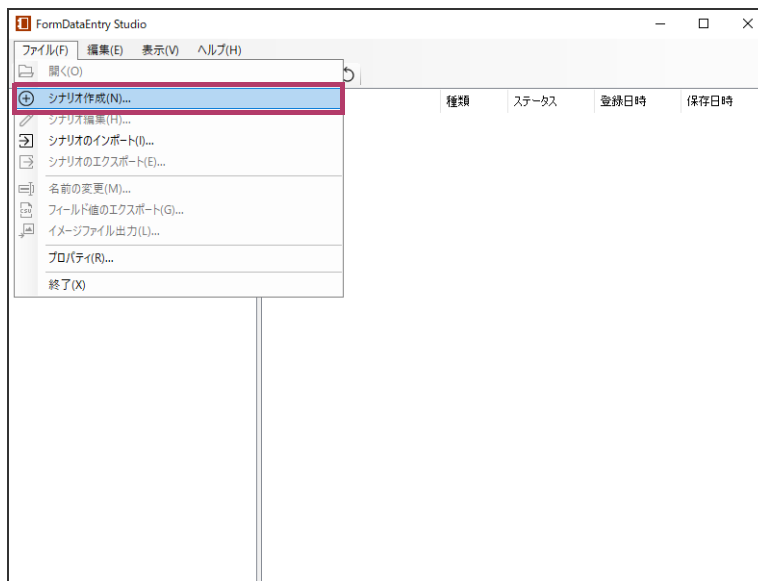 FormDataEntry Studio
ファイル(F) 編集(E) 表示(V) ヘルプ(H)
開く(O)
シナリオ作成(N)...
種類 ステータス 登録日時 保存日時
シナリオ編集(H)...
シナリオのインポート(I)...
シナリオのエクスポート(E)...
名前の変更(M)...
CSV フィールド値のエクスポート(G)...
イメージファイル出力(L)...
プロパティ(R)...
終了(X)